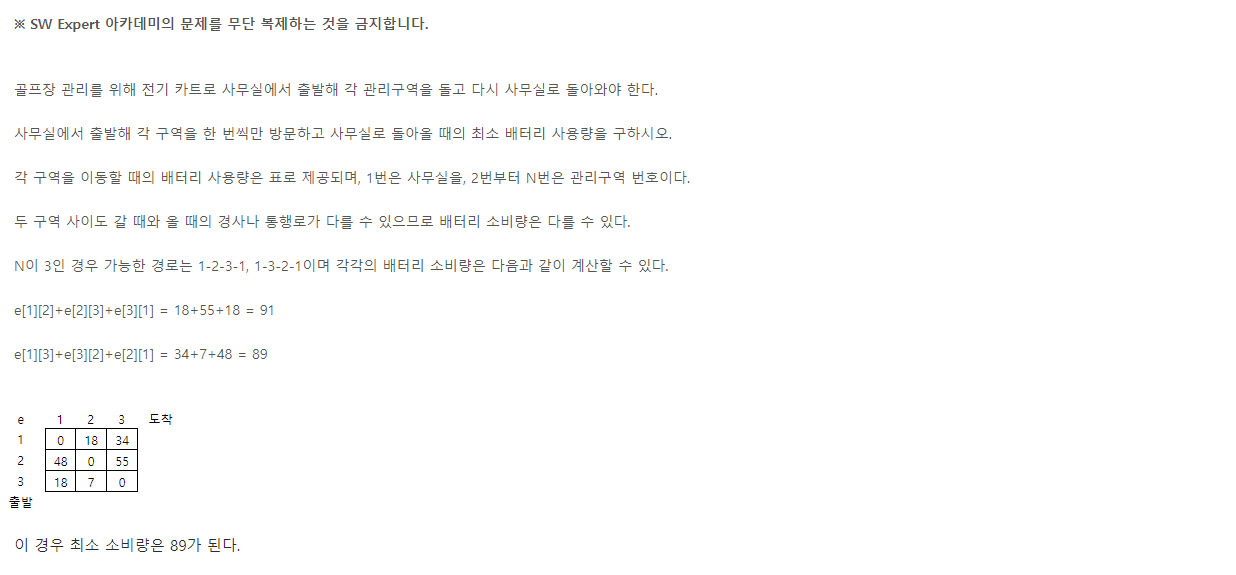 ※ SW Expert 아카데미의 문제를 무단 복제하는 것을 금지합니다.
골프장 관리를 위해 전기 카트로 사무실에서 출발해 각 관리구역을 돌고 다시 사무실로 돌아와야 한다.
사무실에서 출발해 각 구역을 한 번씩만 방문하고 사무실로 돌아올 때의 최소 배터리 사용량을 구하시오.
각 구역을 이동할 때의 배터리 사용량은 표로 제공되며, 1번은 사무실을, 2번부터 N번은 관리구역 번호이다.
두 구역 사이도 갈 때와 올 때의 경사나 통행로가 다를 수 있으므로 배터리 소비량은 다를 수 있다.
N이 3인 경우 가능한 경로는 1-2-3-1, 1-3-2-1이며 각각의 배터리 소비량은 다음과 같이 계산할 수 있다.
e[1][2]+e[2][3]+e[3][1] = 18+55+18 = 91
e[1][3]+e[3][2]+e[2][1] = 34+7+48 = 89
e 1 2 3 도착
1 0 18 34
2 48 0 55
3 18 7 0
출발
이 경우 최소 소비량은 89가 된다.